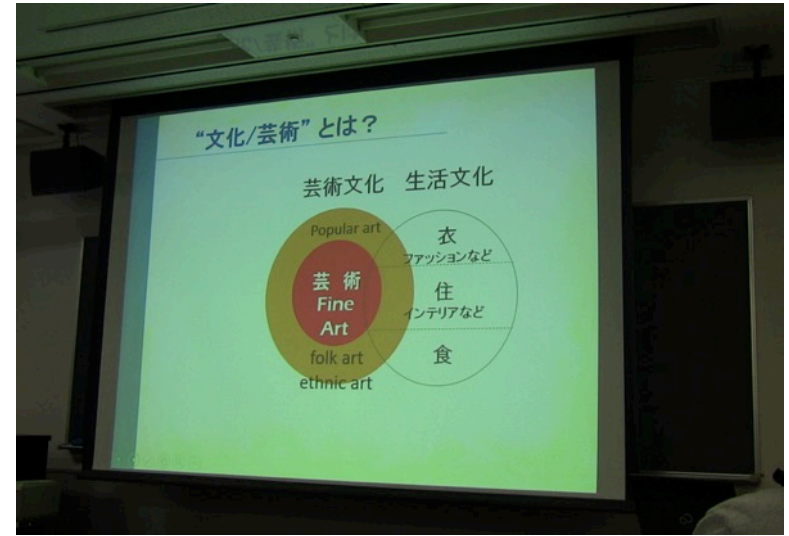 “文化/芸術” とは?
芸術文化 生活文化
Popular art
芸術
Fine
Art
folk art
ethnic art
衣
ファッションなど
住
インテリアなど
食